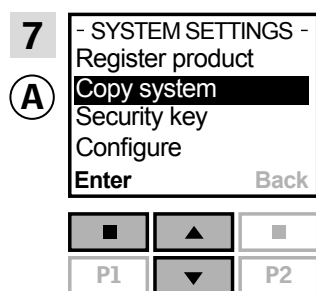 7
A
- SYSTEM SETTINGS -
Register product
Copy system
Security key
Configure
Enter Back
P1 P2